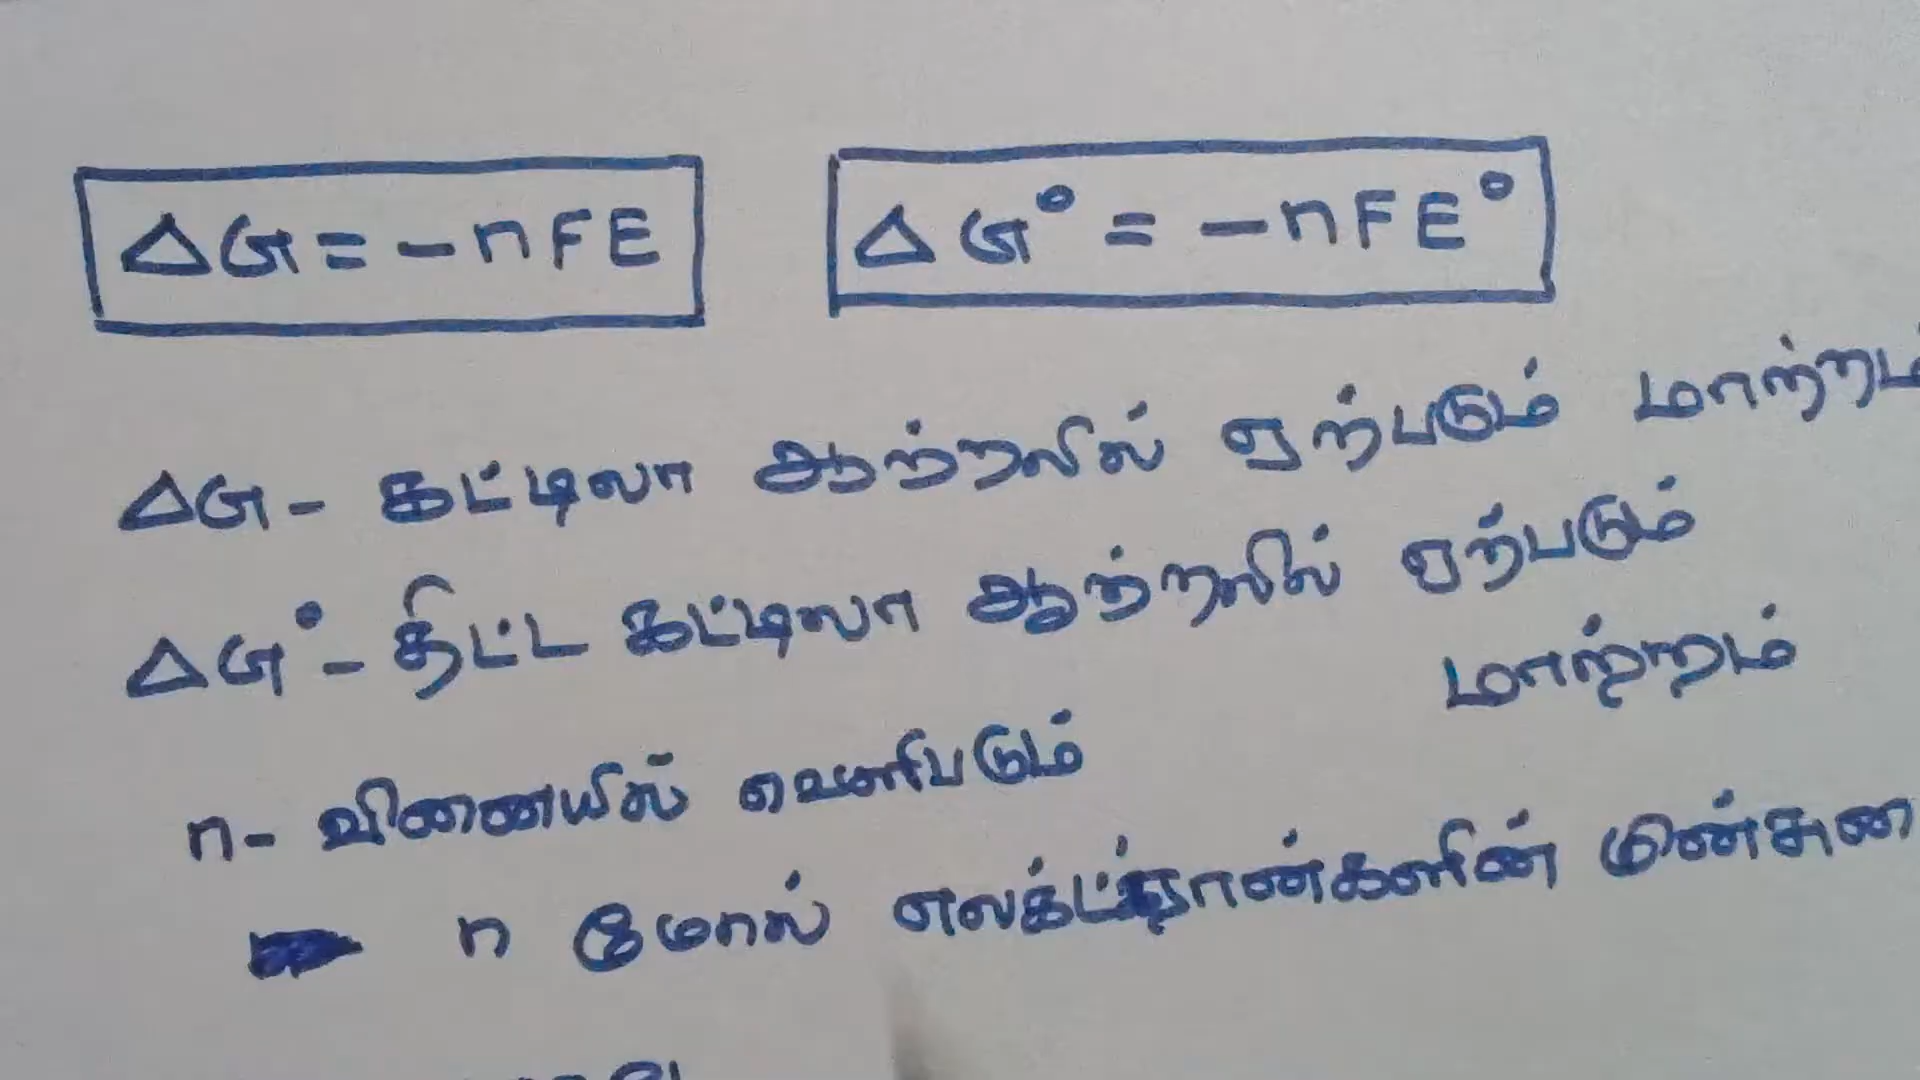 ΔG = -nFE    ΔG° = -nFE°
ΔG - கட்டிலா ஆற்றலில் ஏற்படும் மாற்றம்
ΔG° - திட்ட கட்டிலா ஆற்றலில் ஏற்படும்
மாற்றம்
n - வினையில் வெளிபடும்
n மோல் எலக்ட்ரான்களின்